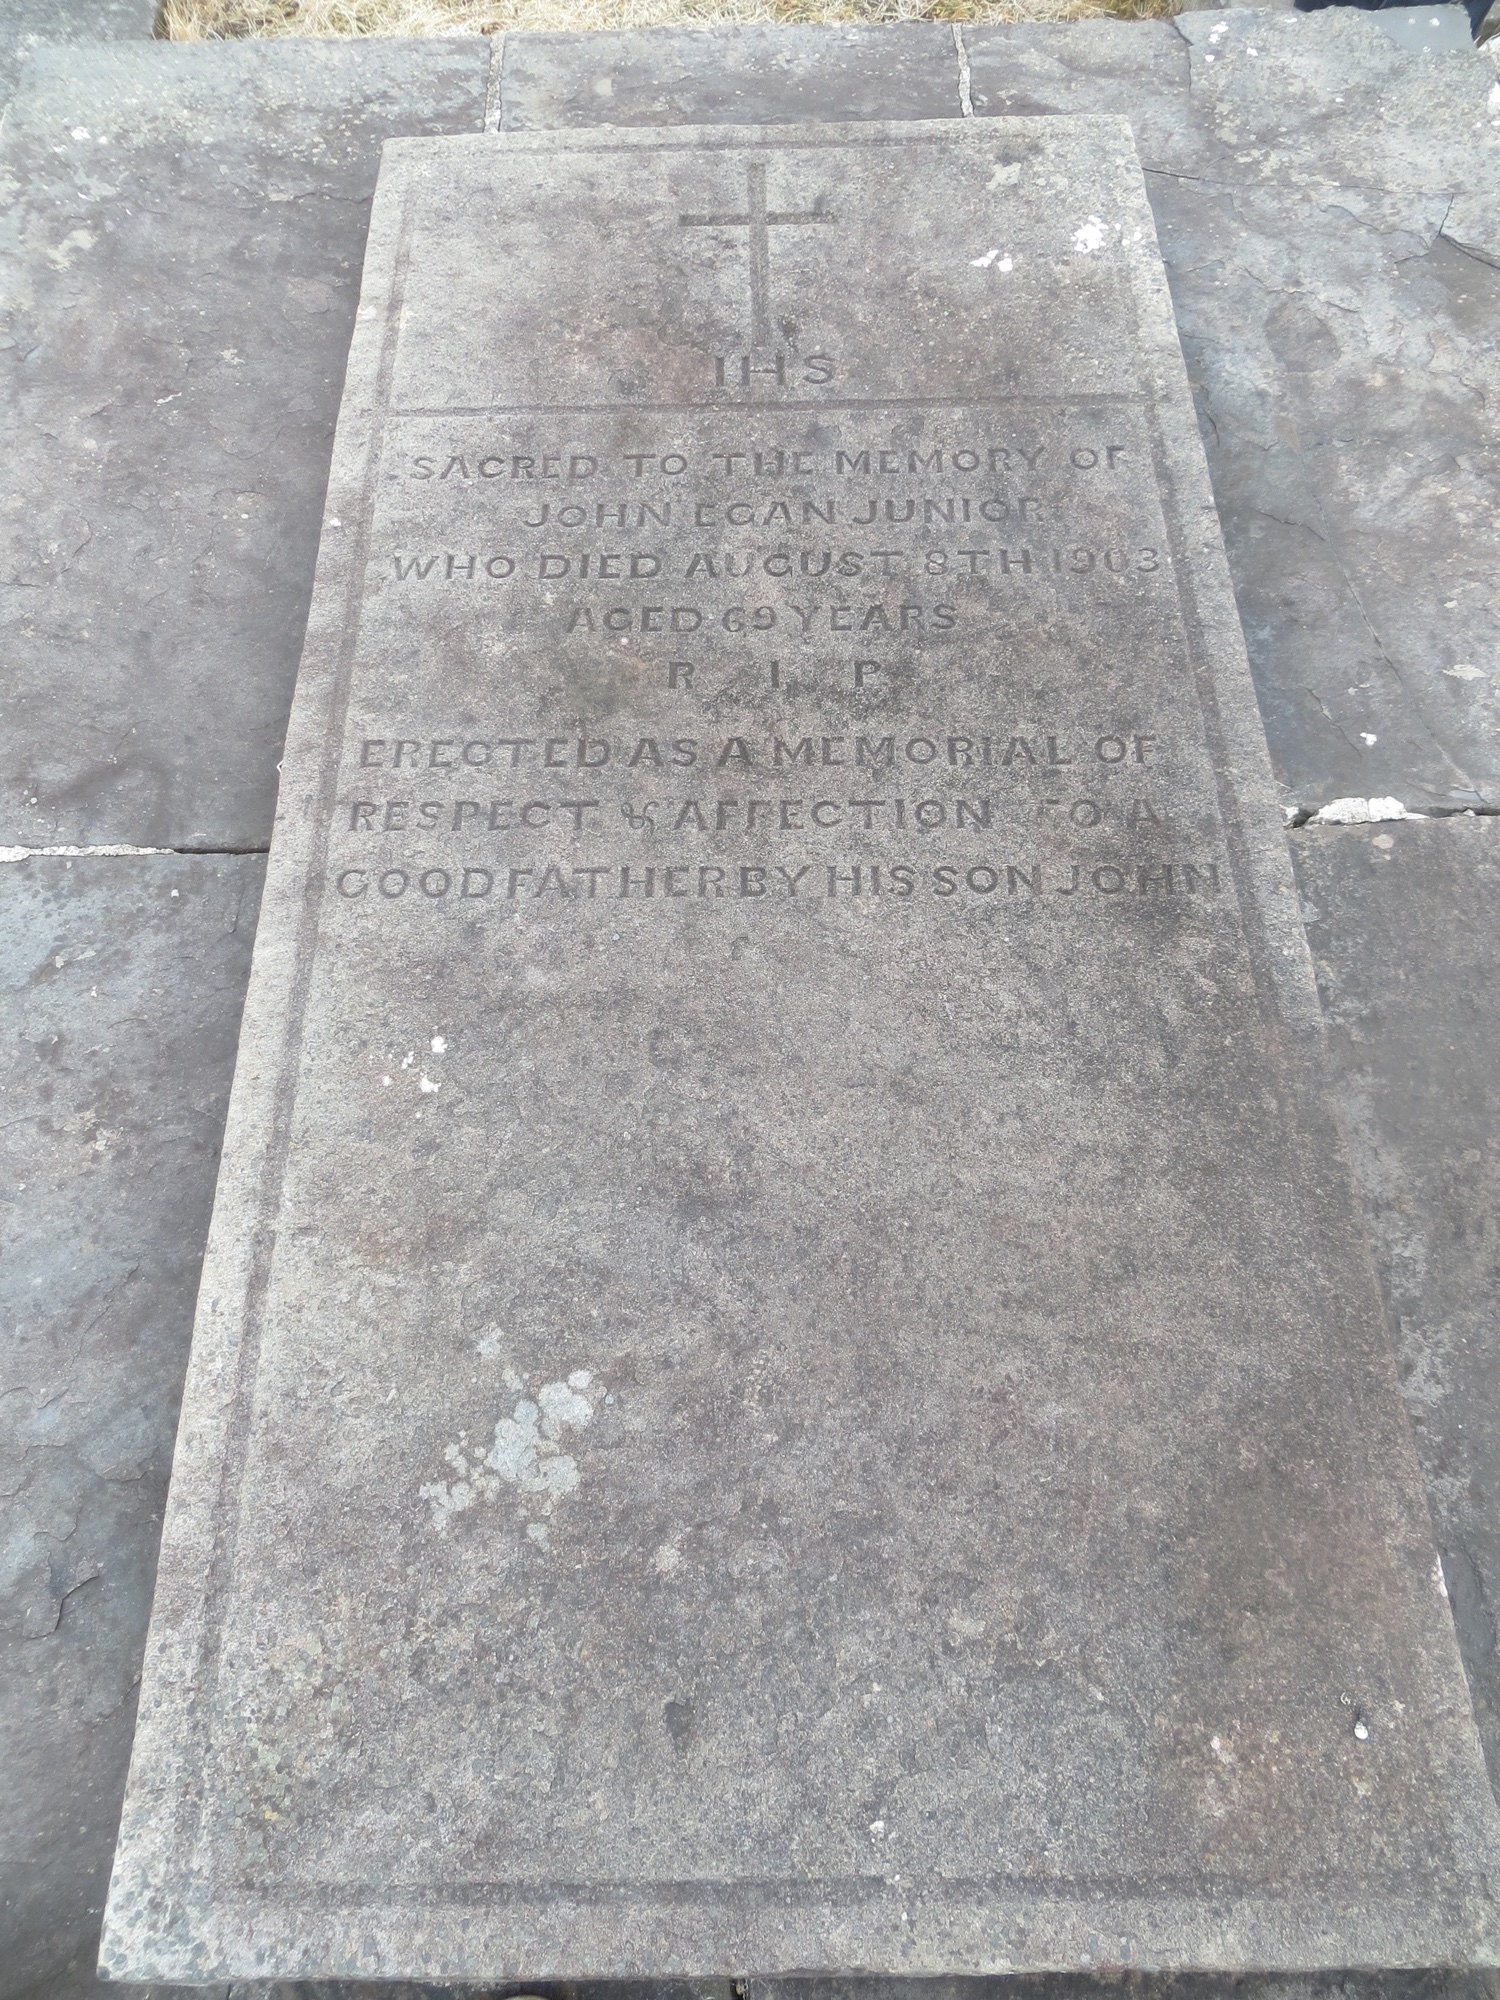 IHS
SACRED TO THE MEMORY OF
JOHN EGAN JUNIOR
WHO DIED AUGUST 8TH 1903
AGED 69 YEARS
R I P
ERECTED AS A MEMORIAL OF
RESPECT & AFFECTION TO A
GOOD FATHER BY HIS SON JOHN